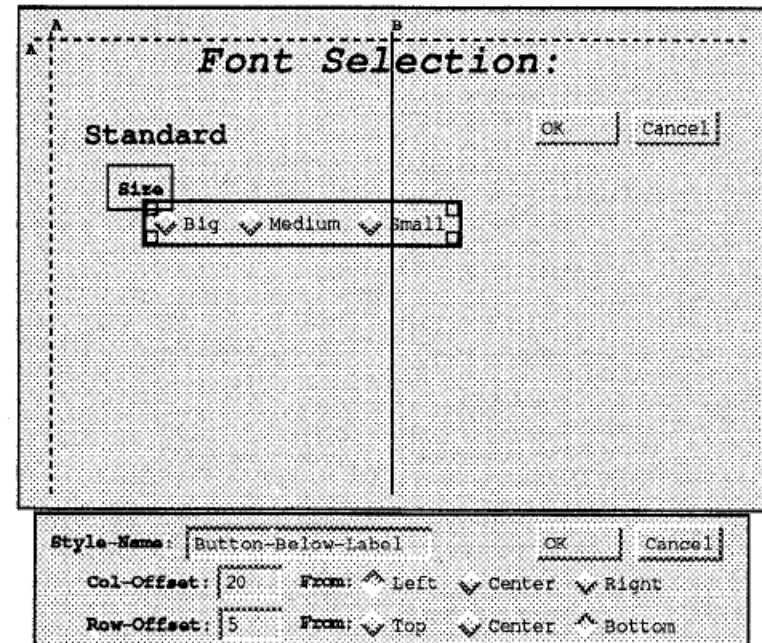 A B
A
Font Selection:
Standard
OK Cancel
Size
Big Medium Small
Style-Name: Button-Below-Label OK Cancel
Col-Offset: 20 From: Left Center Right
Row-Offset: 5 From: Top Center Bottom